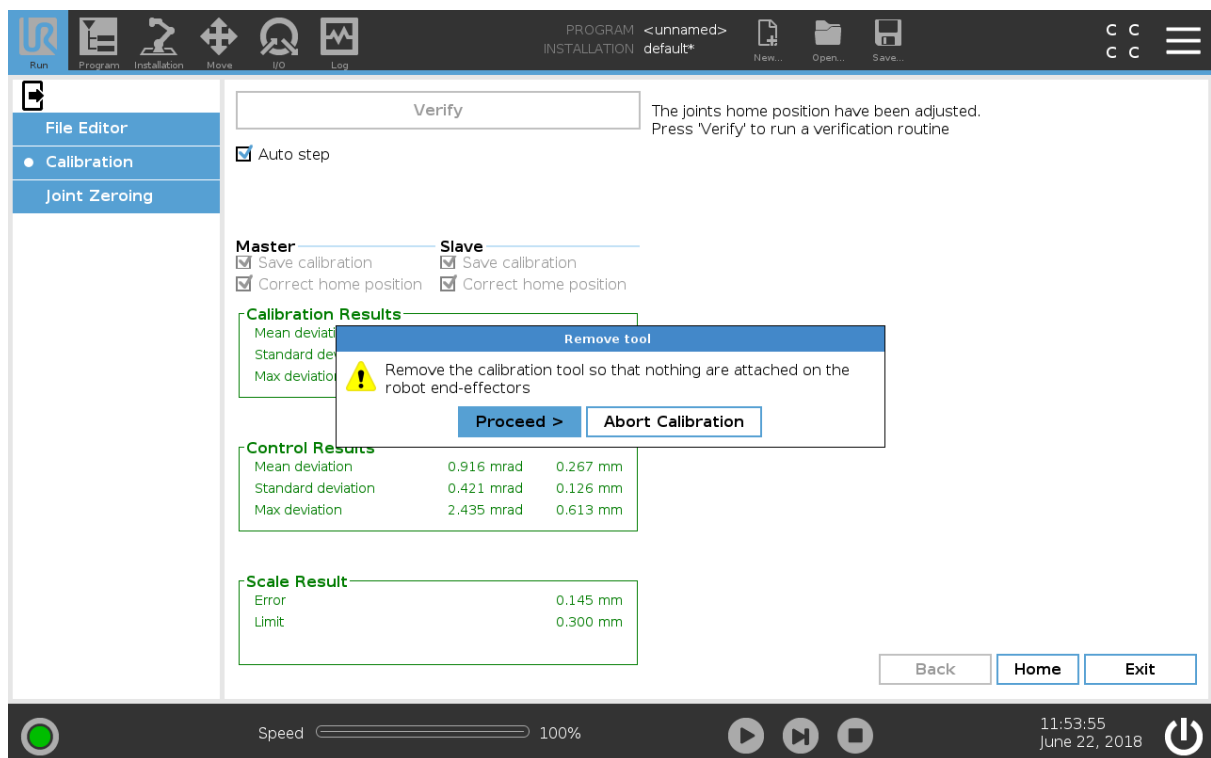 UR
PROGRAM <unnamed>
INSTALLATION default*
C C
C C
Run Program Installation Move I/O Log New... Open... Save...
File Editor
Calibration
Joint Zeroing
Verify
The joints home position have been adjusted.
Press 'Verify' to run a verification routine
Auto step
Master Slave
Save calibration Save calibration
Correct home position Correct home position
Calibration Results
Mean
Standard
Max
Remove tool
Remove the calibration tool so that nothing are attached on the
robot end-effectors
Proceed > Abort Calibration
Control Results
Mean deviation 0.916 mrad 0.267 mm
Standard deviation 0.421 mrad 0.126 mm
Max deviation 2.435 mrad 0.613 mm
Scale Result
Error 0.145 mm
Limit 0.300 mm
Back Home Exit
Speed 100%
11:53:55
June 22, 2018